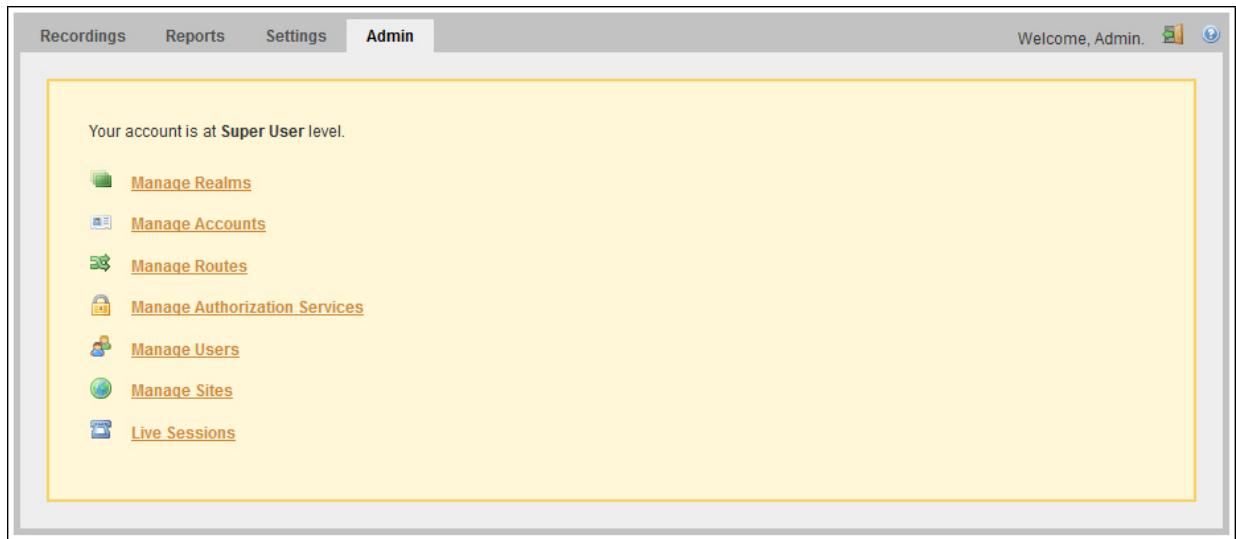 Recordings Reports Settings Admin Welcome, Admin.
Your account is at Super User level.
Manage Realms
Manage Accounts
Manage Routes
Manage Authorization Services
Manage Users
Manage Sites
Live Sessions